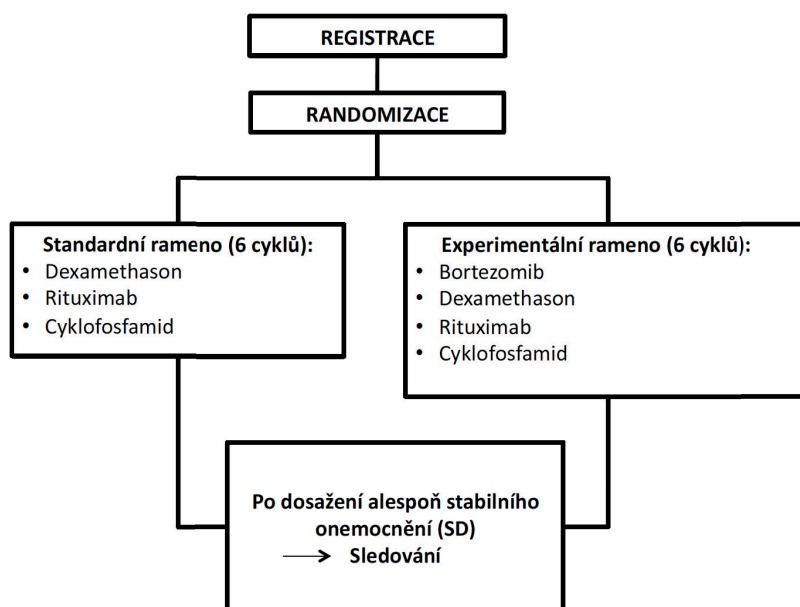 REGISTRACE
RANDOMIZACE
Standardní rameno (6 cyklů):
• Dexamethason
• Rituximab
• Cyklofosfamid
Experimentální rameno (6 cyklů):
• Bortezomib
• Dexamethason
• Rituximab
• Cyklofosfamid
Po dosažení alespoň stabilního
onemocnění (SD)
→ Sledování